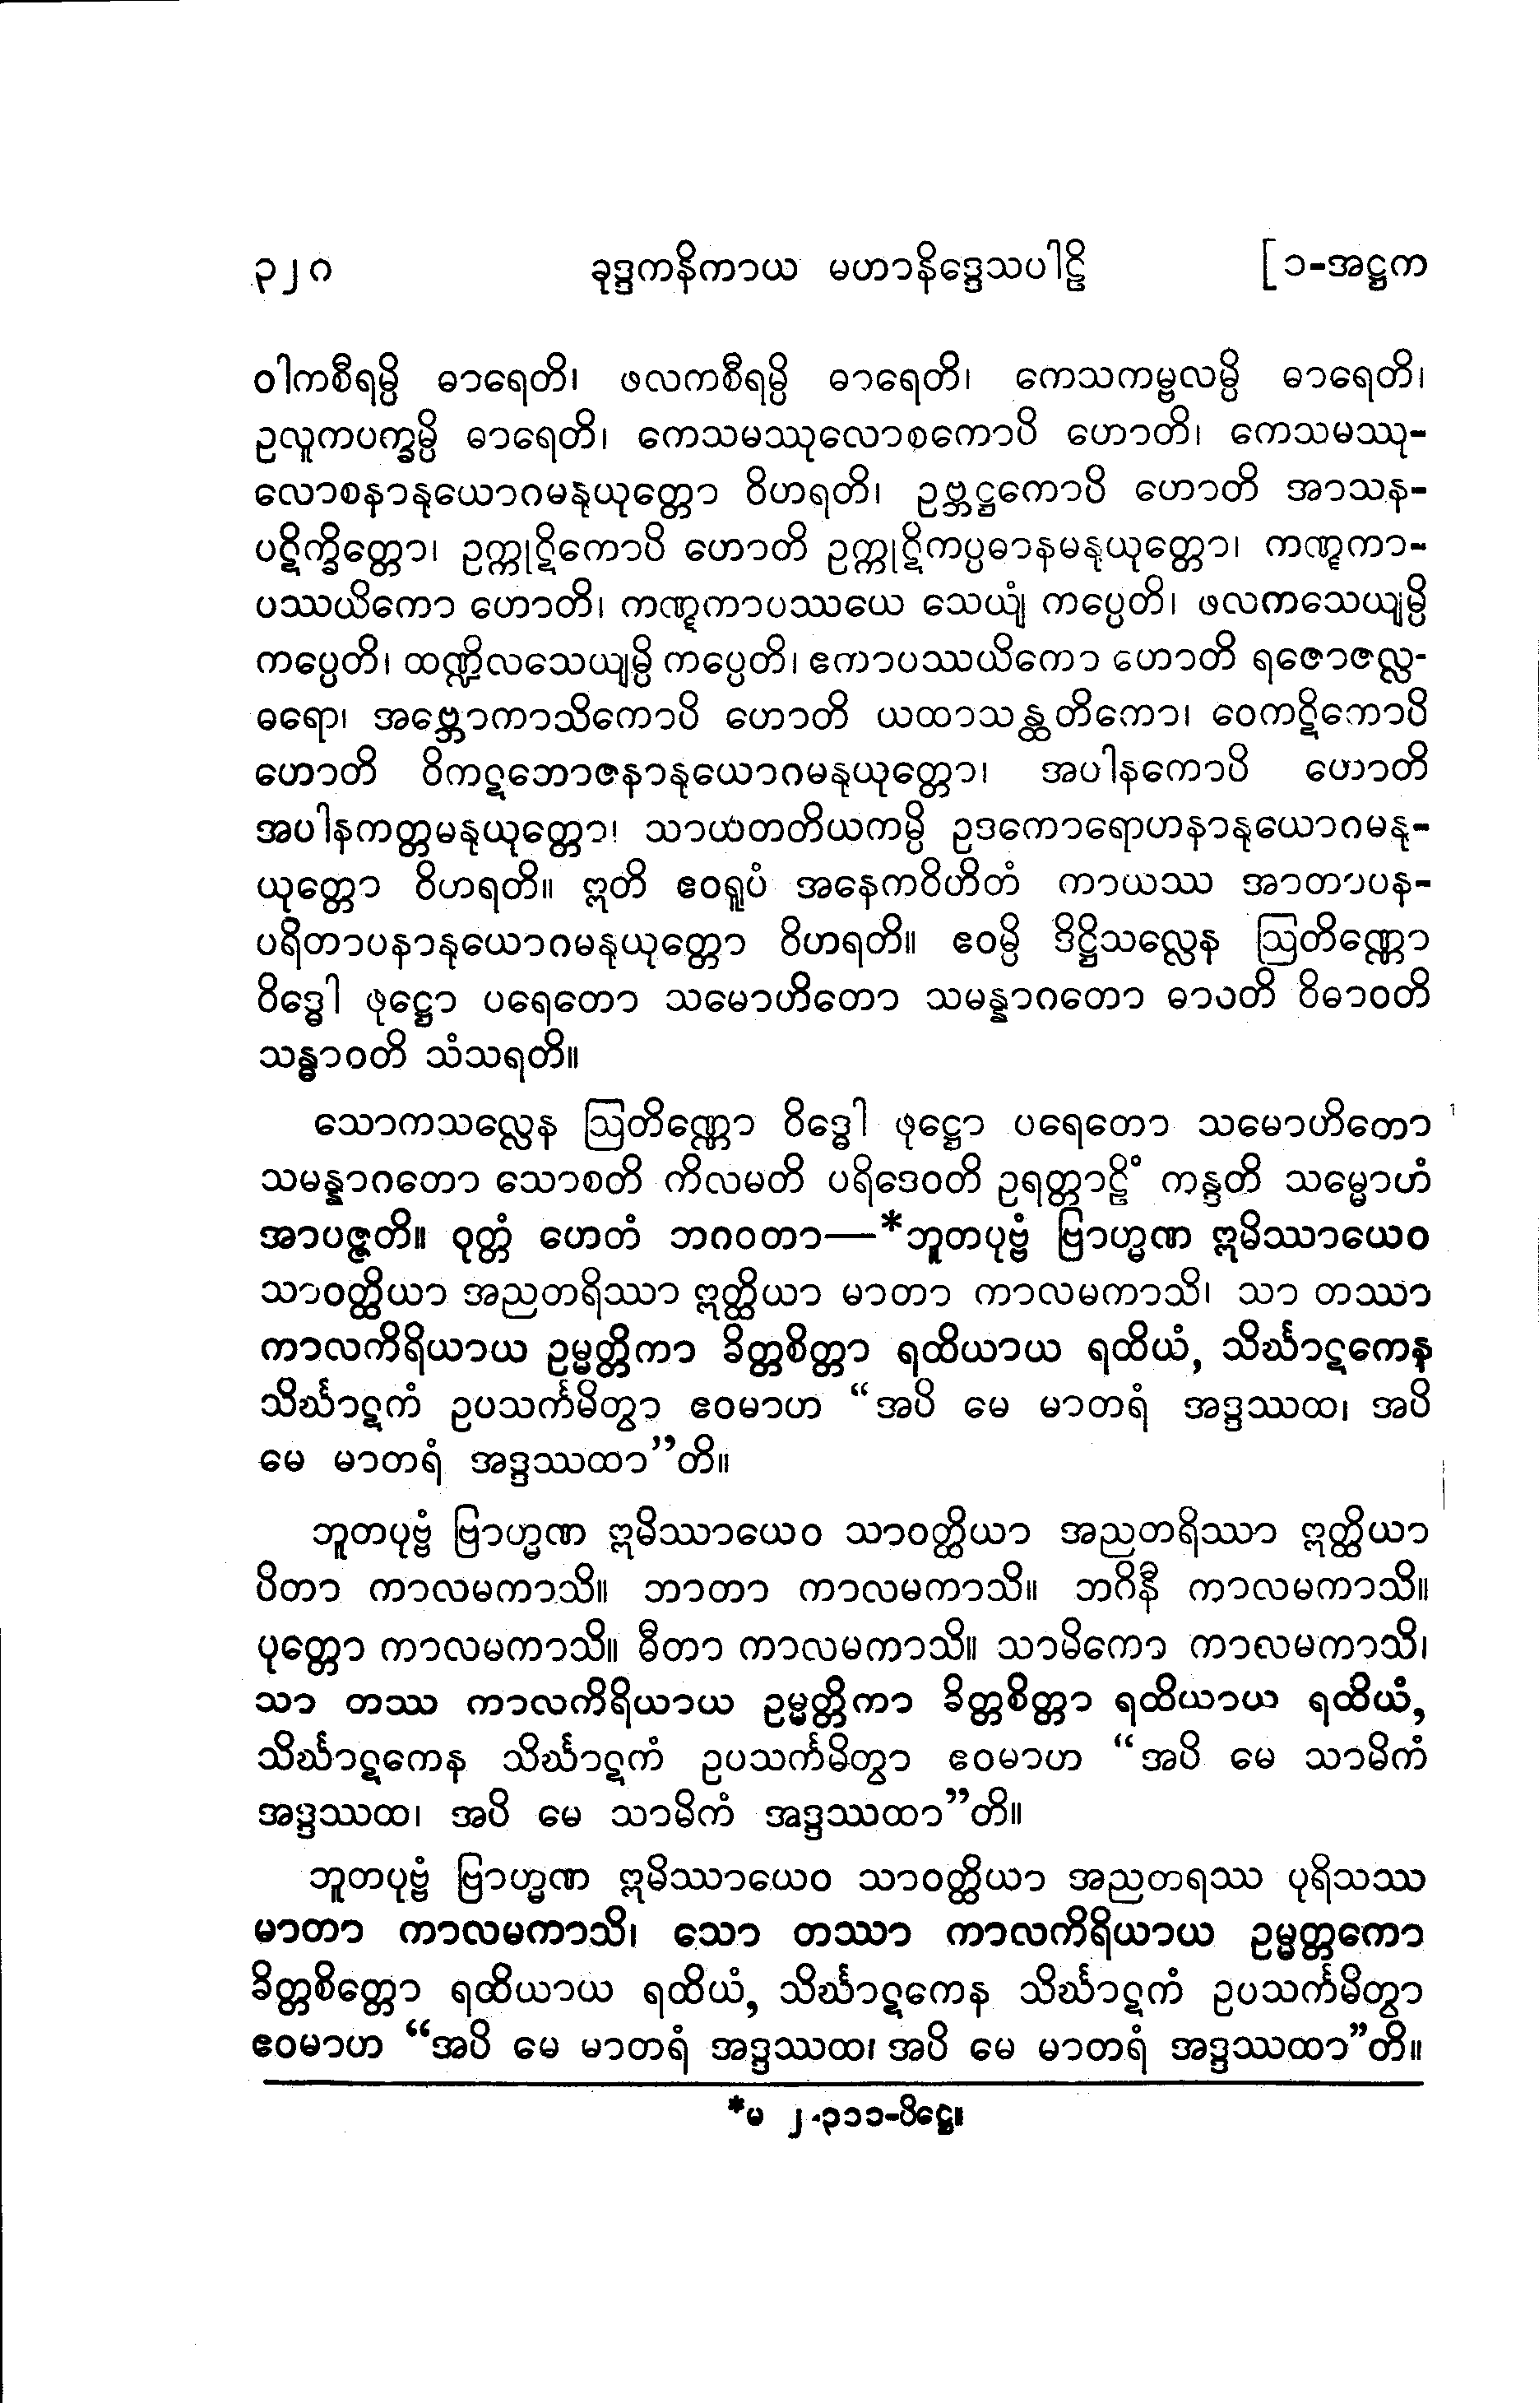 ၃၂၀ ခုဒ္ဒကနိကာယ မဟာနိဒ္ဒေသပါဠိ [၁-အဋ္ဌက
ဝါကစီရမ္ပိ ဓာရေတိ၊ ဖလကစီရမ္ပိ ဓာရေတိ၊ ကေသကမ္ဗလမ္ပိ ဓာရေတိ၊
ဥလူကပက္ခမ္ပိ ဓာရေတိ၊ ကေသမဿုလောစကောပိ ဟောတိ၊ ကေသမဿု-
လောစနာနုယောဂမနုယုတ္တော ဝိဟရတိ၊ ဥဗ္ဘဋ္ဌကောပိ ဟောတိ အာသန-
ပဋိက္ခိတ္တော၊ ဥက္ကုဋိကောပိ ဟောတိ ဥက္ကုဋိကပ္ပဓာနမနုယုတ္တော၊ ကဏ္ဋကာ-
ပဿယိကော ဟောတိ၊ ကဏ္ဋကာပဿယေ သေယျံ ကပ္ပေတိ၊ ဖလကသေယျမ္ပိ
ကပ္ပေတိ၊ ထဏ္ဍိလသေယျမ္ပိ ကပ္ပေတိ၊ ဧကာပဿယိကော ဟောတိ ရဇောဇလ္လ-
ဓရော၊ အဗ္ဘောကာသိကောပိ ဟောတိ ယထာသန္ထတိကော၊ ဝေကဋိကောပိ
ဟောတိ ဝိကဋဘောဇနာနုယောဂမနုယုတ္တော၊ အပါနကောပိ ဟောတိ
အပါနကတ္တမနုယုတ္တော၊ သာယတတိယကမ္ပိ ဥဒကောရောဟနာနုယောဂမနု-
ယုတ္တော ဝိဟရတိ။ ဣတိ ဧဝရူပံ အနေကဝိဟိတံ ကာယဿ အာတာပန-
ပရိတာပနာနုယောဂမနုယုတ္တော ဝိဟရတိ။ ဧဝမ္ပိ ဒိဋ္ဌိသလ္လေန ဩတိဏ္ဏော
ဝိဒ္ဓေါ ဖုဋ္ဌော ပရေတော သမောဟိတော သမန္နာဂတော ဓာဝတိ ဝိဓာဝတိ
သန္ဓာဝတိ သံသရတိ။
သောကသလ္လေန ဩတိဏ္ဏော ဝိဒ္ဓေါ ဖုဋ္ဌော ပရေတော သမောဟိတော
သမန္နာဂတော သောစတိ ကိလမတိ ပရိဒေဝတိ ဥရတ္တာဠိံ ကန္ဒတိ သမ္မောဟံ
အာပဇ္ဇတိ။ ဝုတ္တံ ဟေတံ ဘဂဝတာ—*ဘူတပုဗ္ဗံ ဗြာဟ္မဏ ဣမိဿာယေဝ
သာဝတ္ထိယာ အညတရိဿာ ဣတ္ထိယာ မာတာ ကာလမကာသိ၊ သာ တဿာ
ကာလကိရိယာယ ဥမ္မတ္တိကာ ခိတ္တစိတ္တာ ရထိယာယ ရထိယံ, သိင်္ဃာဋကေန
သိင်္ဃာဋကံ ဥပသင်္ကမိတွာ ဧဝမာဟ “အပိ မေ မာတရံ အဒ္ဒဿထ၊ အပိ
မေ မာတရံ အဒ္ဒဿထာ”တိ။
ဘူတပုဗ္ဗံ ဗြာဟ္မဏ ဣမိဿာယေဝ သာဝတ္ထိယာ အညတရိဿာ ဣတ္ထိယာ
ပိတာ ကာလမကာသိ။ ဘာတာ ကာလမကာသိ။ ဘဂိနီ ကာလမကာသိ။
ပုတ္တော ကာလမကာသိ။ ဓီတာ ကာလမကာသိ။ သာမိကော ကာလမကာသိ၊
သာ တဿ ကာလကိရိယာယ ဥမ္မတ္တိကာ ခိတ္တစိတ္တာ ရထိယာယ ရထိယံ,
သိင်္ဃာဋကေန သိင်္ဃာဋကံ ဥပသင်္ကမိတွာ ဧဝမာဟ “အပိ မေ သာမိကံ
အဒ္ဒဿထ၊ အပိ မေ သာမိကံ အဒ္ဒဿထာ”တိ။
ဘူတပုဗ္ဗံ ဗြာဟ္မဏ ဣမိဿာယေဝ သာဝတ္ထိယာ အညတရဿ ပုရိသဿ
မာတာ ကာလမကာသိ၊ သော တဿာ ကာလကိရိယာယ ဥမ္မတ္တကော
ခိတ္တစိတ္တော ရထိယာယ ရထိယံ, သိင်္ဃာဋကေန သိင်္ဃာဋကံ ဥပသင်္ကမိတွာ
ဧဝမာဟ “အပိ မေ မာတရံ အဒ္ဒဿထ၊ အပိ မေ မာတရံ အဒ္ဒဿထာ”တိ။
*မ ၂-၃၁၁-ပိဋ္ဌေ။